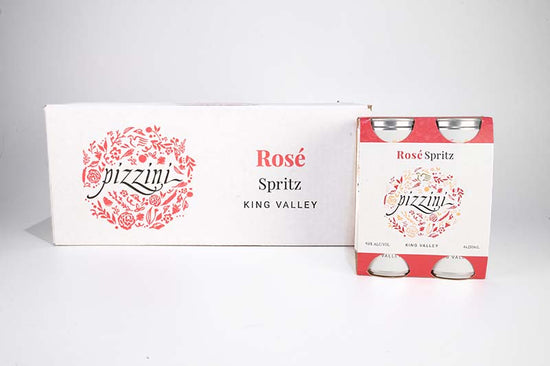 pizzini
Rosé
Spritz
KING VALLEY
Rosé Spritz
pizzini
KING VALLEY